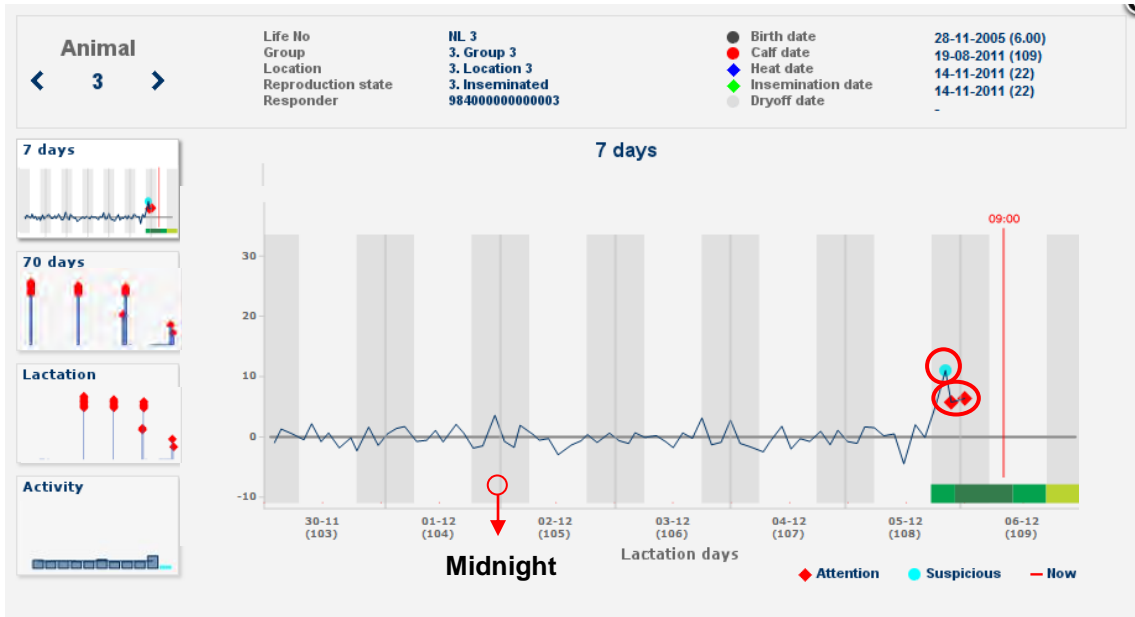 Animal
3
Life No NL 3
Group 3. Group 3
Location 3. Location 3
Reproduction state 3. Inseminated
Responder 984000000000003
Birth date 28-11-2005 (6.00)
Calf date 19-08-2011 (109)
Heat date 14-11-2011 (22)
Insemination date 14-11-2011 (22)
Dryoff date -
7 days
70 days
Lactation
Activity
7 days
09:00
30
20
10
0
-10
30-11 01-12 02-12 03-12 04-12 05-12 06-12
(103) (104) (105) (106) (107) (108) (109)
Lactation days
Midnight
Attention Suspicious Now